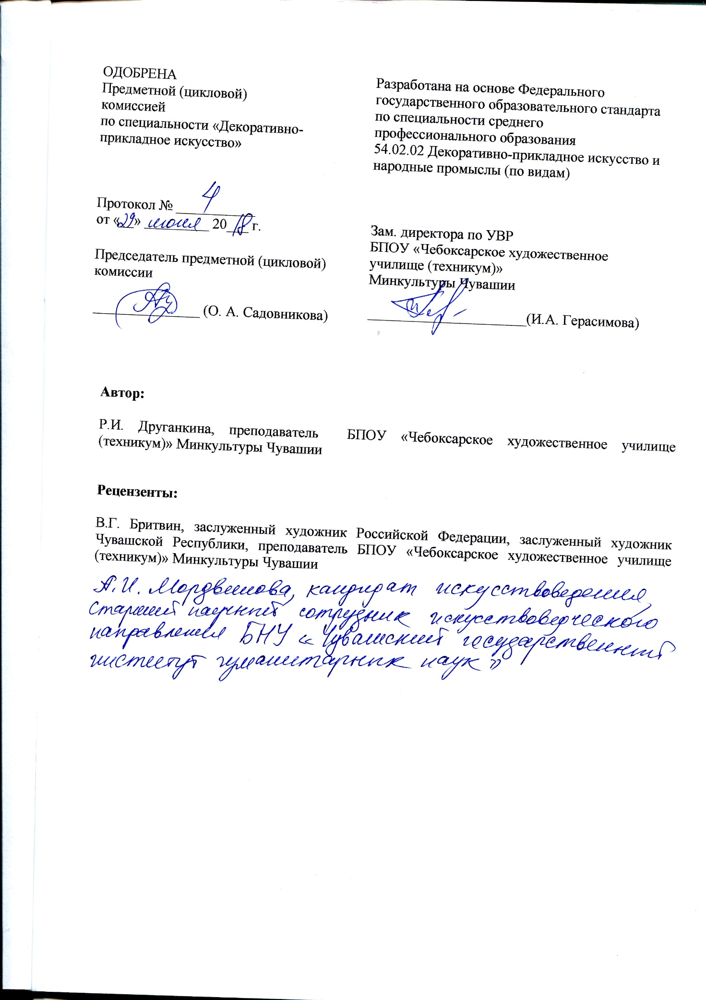 ОДОБРЕНА
Предметной (цикловой)
комиссией
по специальности «Декоративно-
прикладное искусство»
Протокол № 4
от «29» июня 2018 г.
Председатель предметной (цикловой)
комиссии
(О. А. Садовникова)
Разработана на основе Федерального
государственного образовательного стандарта
по специальности среднего
профессионального образования
54.02.02 Декоративно-прикладное искусство и
народные промыслы (по видам)
Зам. директора по УВР
БПОУ «Чебоксарское художественное
училище (техникум)»
Минкультуры Чувашии
(И.А. Герасимова)
Автор:
Р.И. Друганкина, преподаватель БПОУ «Чебоксарское художественное училище
(техникум)» Минкультуры Чувашии
Рецензенты:
В.Г. Бритвин, заслуженный художник Российской Федерации, заслуженный художник
Чувашской Республики, преподаватель БПОУ «Чебоксарское художественное училище
(техникум)» Минкультуры Чувашии
А.И. Мордвинова, кандидат искусствоведения,
Старший научный сотрудник искусствоведческого
направления БНУ «Чувашский государственный
институт гуманитарных наук»